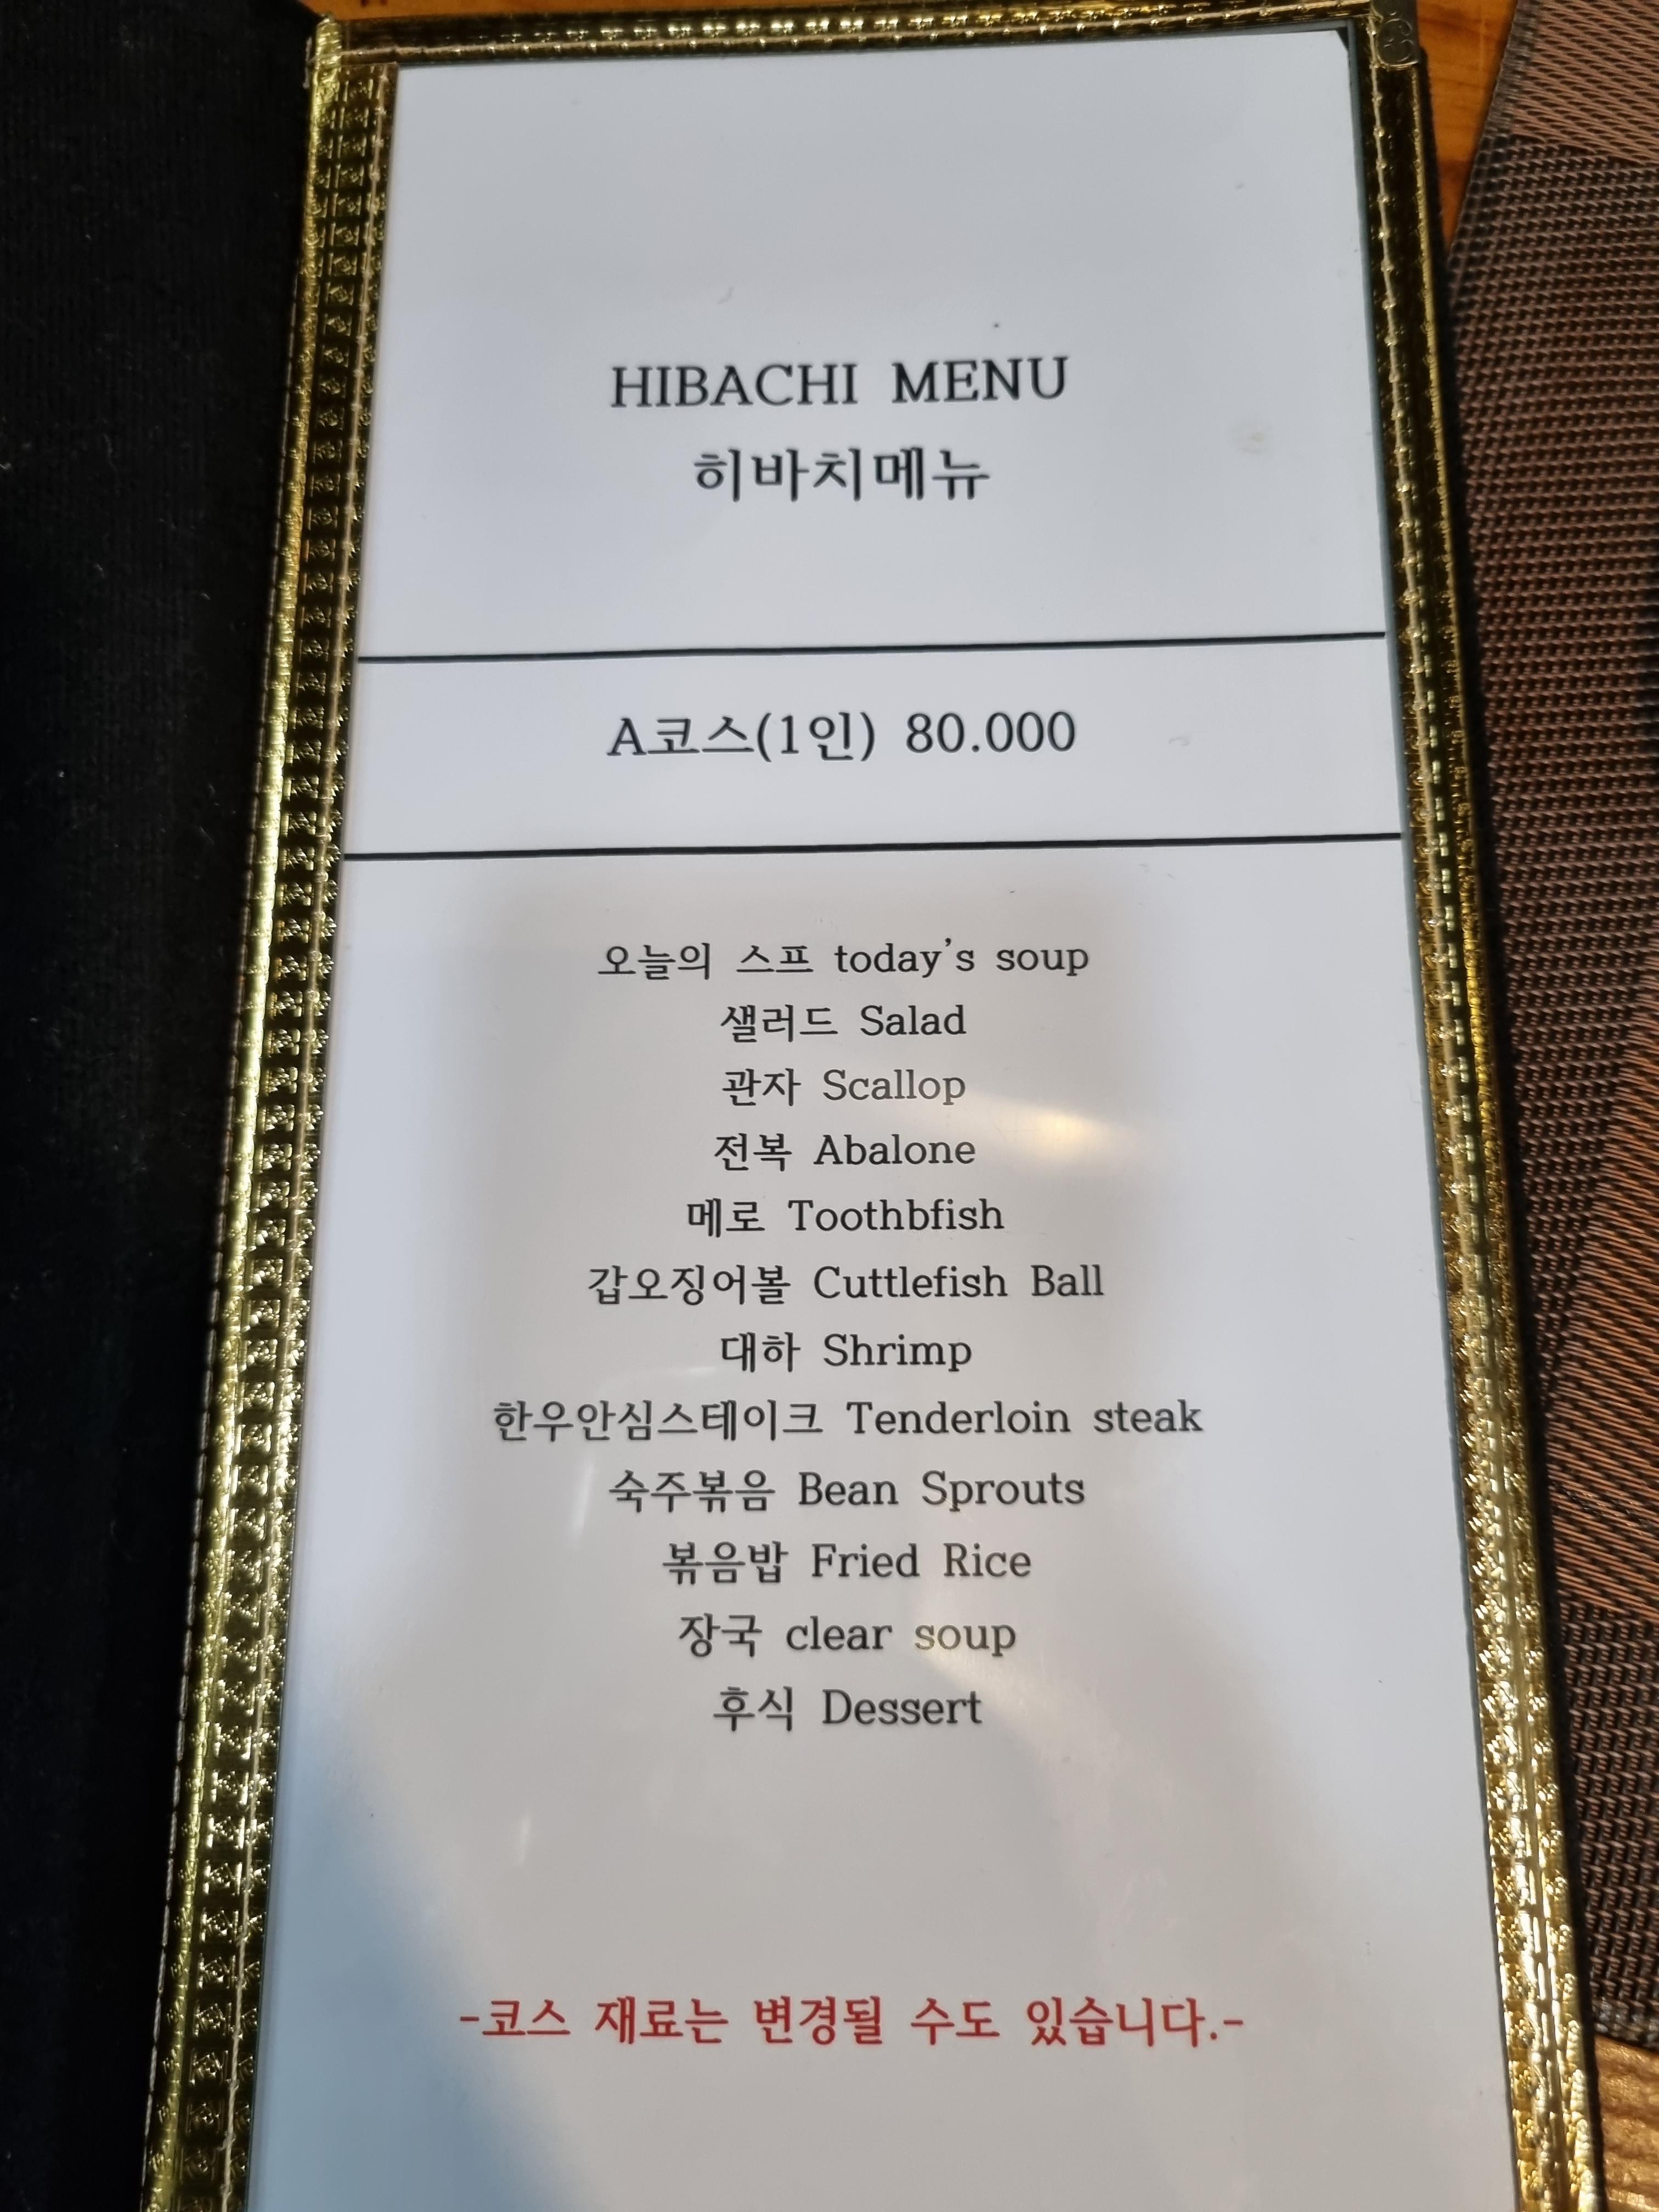 HIBACHI MENU
히바치메뉴
A코스(1인) 80.000
오늘의 스프 today's soup
샐러드 Salad
관자 Scallop
전복 Abalone
메로 Toothbfish
갑오징어볼 Cuttlefish Ball
대하 Shrimp
한우안심스테이크 Tenderloin steak
숙주볶음 Bean Sprouts
볶음밥 Fried Rice
장국 clear soup
후식 Dessert
-코스 재료는 변경될 수도 있습니다.-